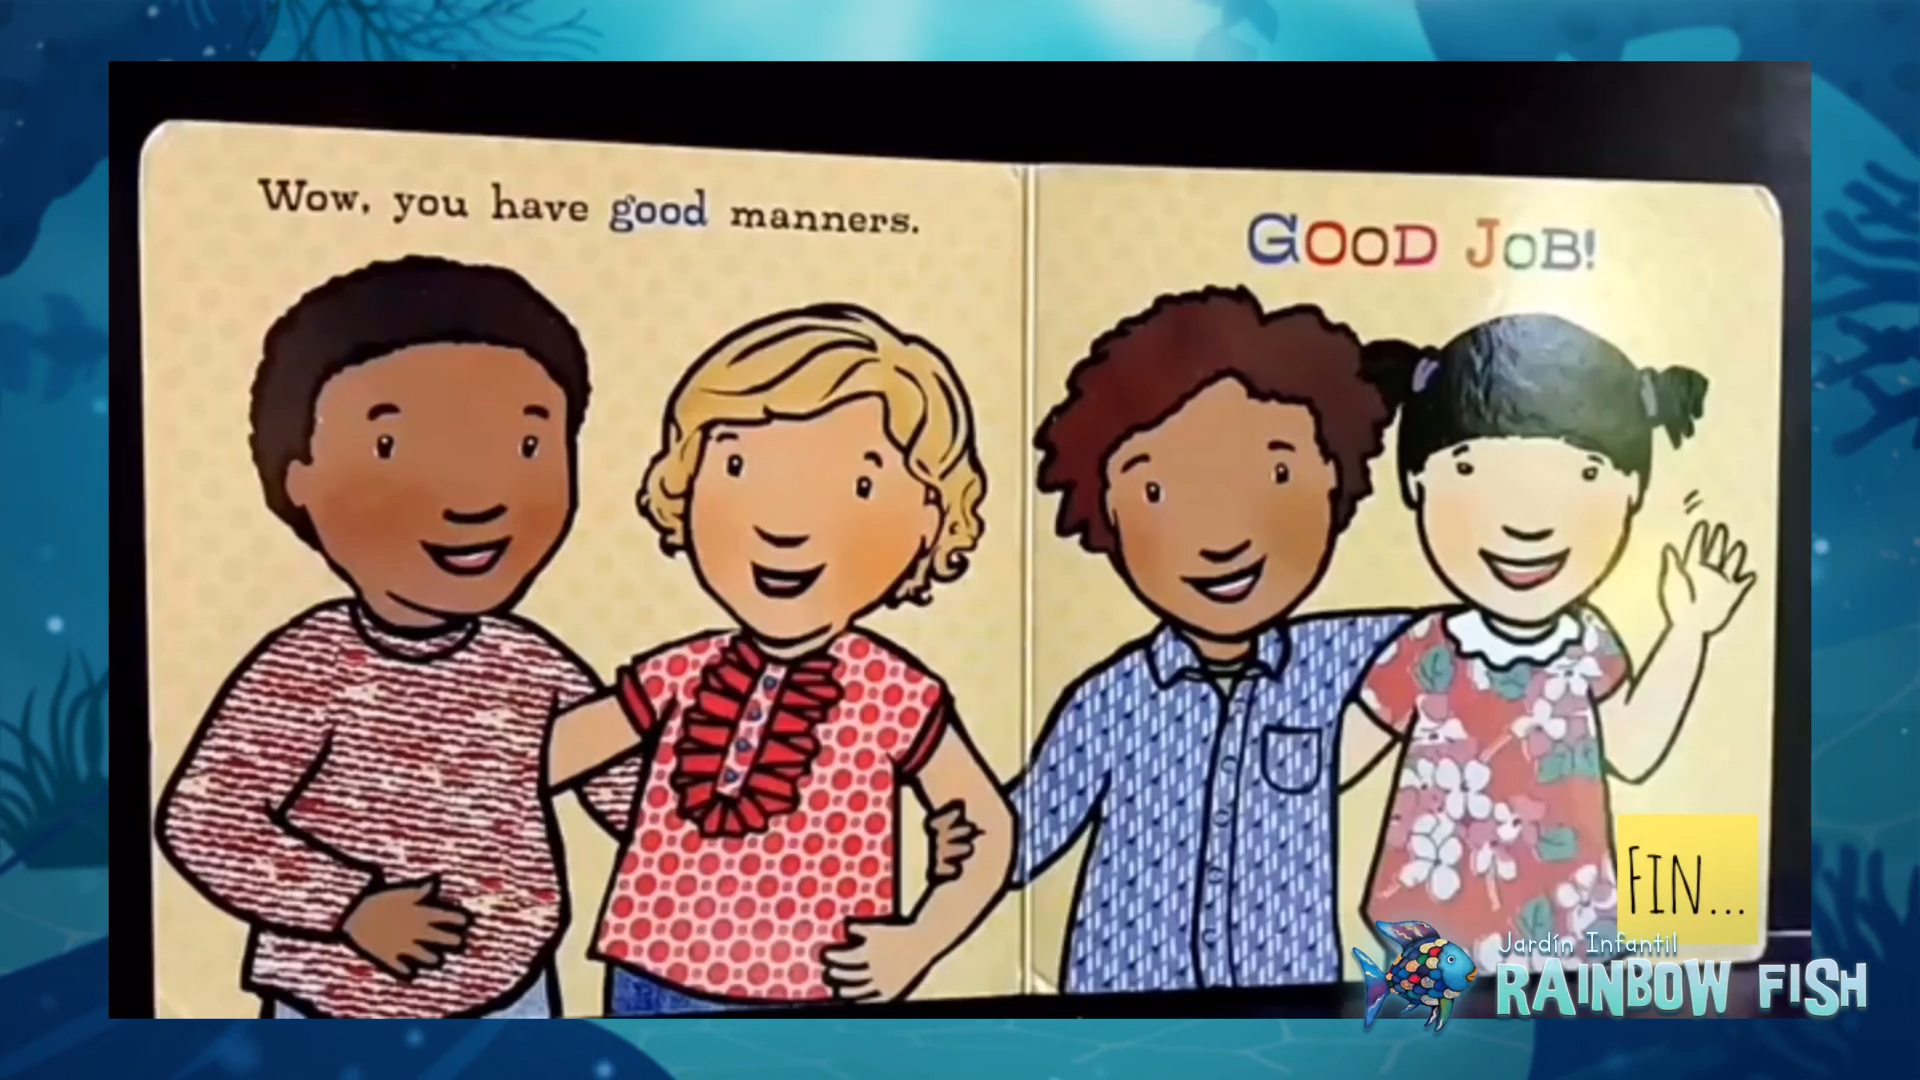 Wow, you have good manners.
GOOD JOB!
FIN...
Jardín Infantil
RAINBOW FISH